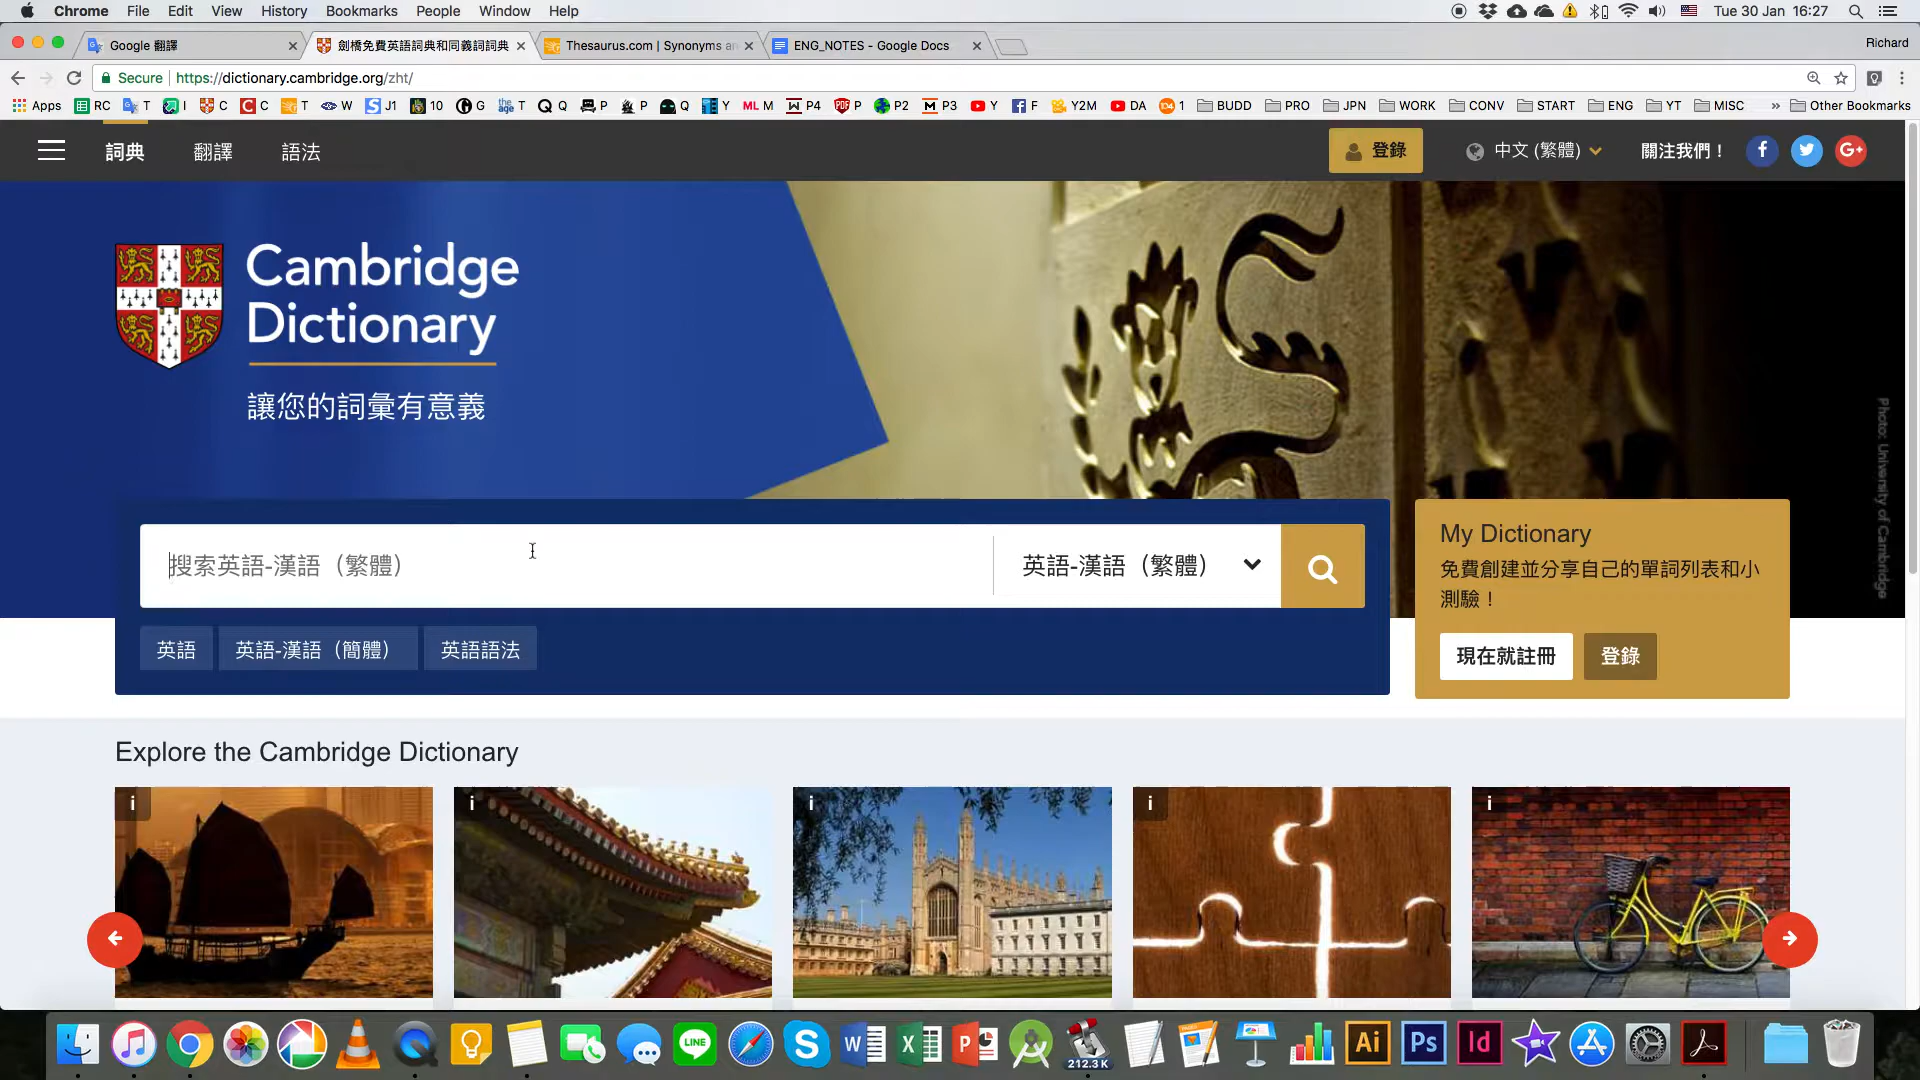 Chrome File Edit View History Bookmarks People Window Help Tue 30 Jan 16:27
Google 翻譯 劍橋免費英語詞典和同義詞詞典 Thesaurus.com | Synonyms an ENG_NOTES - Google Docs Richard
Secure https://dictionary.cambridge.org/zht/
Apps RC T I C C T W J1 10 G T Q P P Q Y M P4 P P2 P3 Y F Y2M DA 1 BUDD PRO JPN WORK CONV START ENG YT MISC » Other Bookmarks
詞典 翻譯 語法 登錄 中文 (繁體) 關注我們！
Cambridge
Dictionary
讓您的詞彙有意義
Photo: University of Cambridge
搜索英語-漢語（繁體） 英語-漢語（繁體）
英語 英語-漢語（簡體） 英語語法
My Dictionary
免費創建並分享自己的單詞列表和小
測驗！
現在就註冊 登錄
Explore the Cambridge Dictionary
i i i i i
LINE S W X P 212.3 K Ai Ps Id